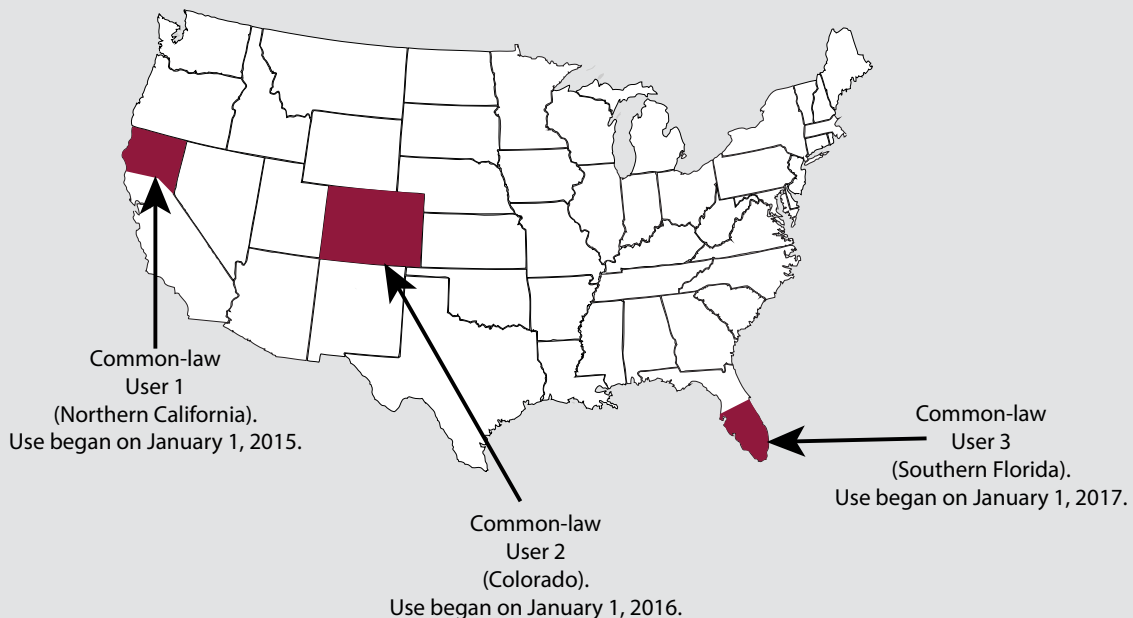 Common-law
User 1
(Northern California).
Use began on January 1, 2015.
Common-law
User 3
(Southern Florida).
Use began on January 1, 2017.
Common-law
User 2
(Colorado).
Use began on January 1, 2016.